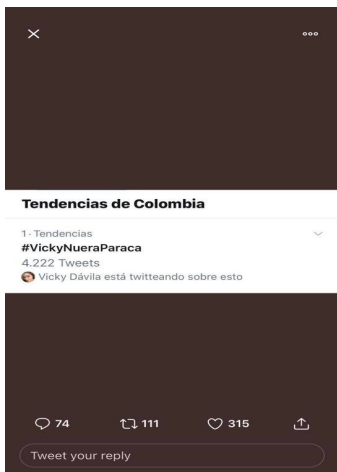 Tendencias de Colombia
1 · Tendencias
#VickyNueraParaca
4.222 Tweets
Vicky Dávila está twitteando sobre esto
74 111 315
Tweet your reply